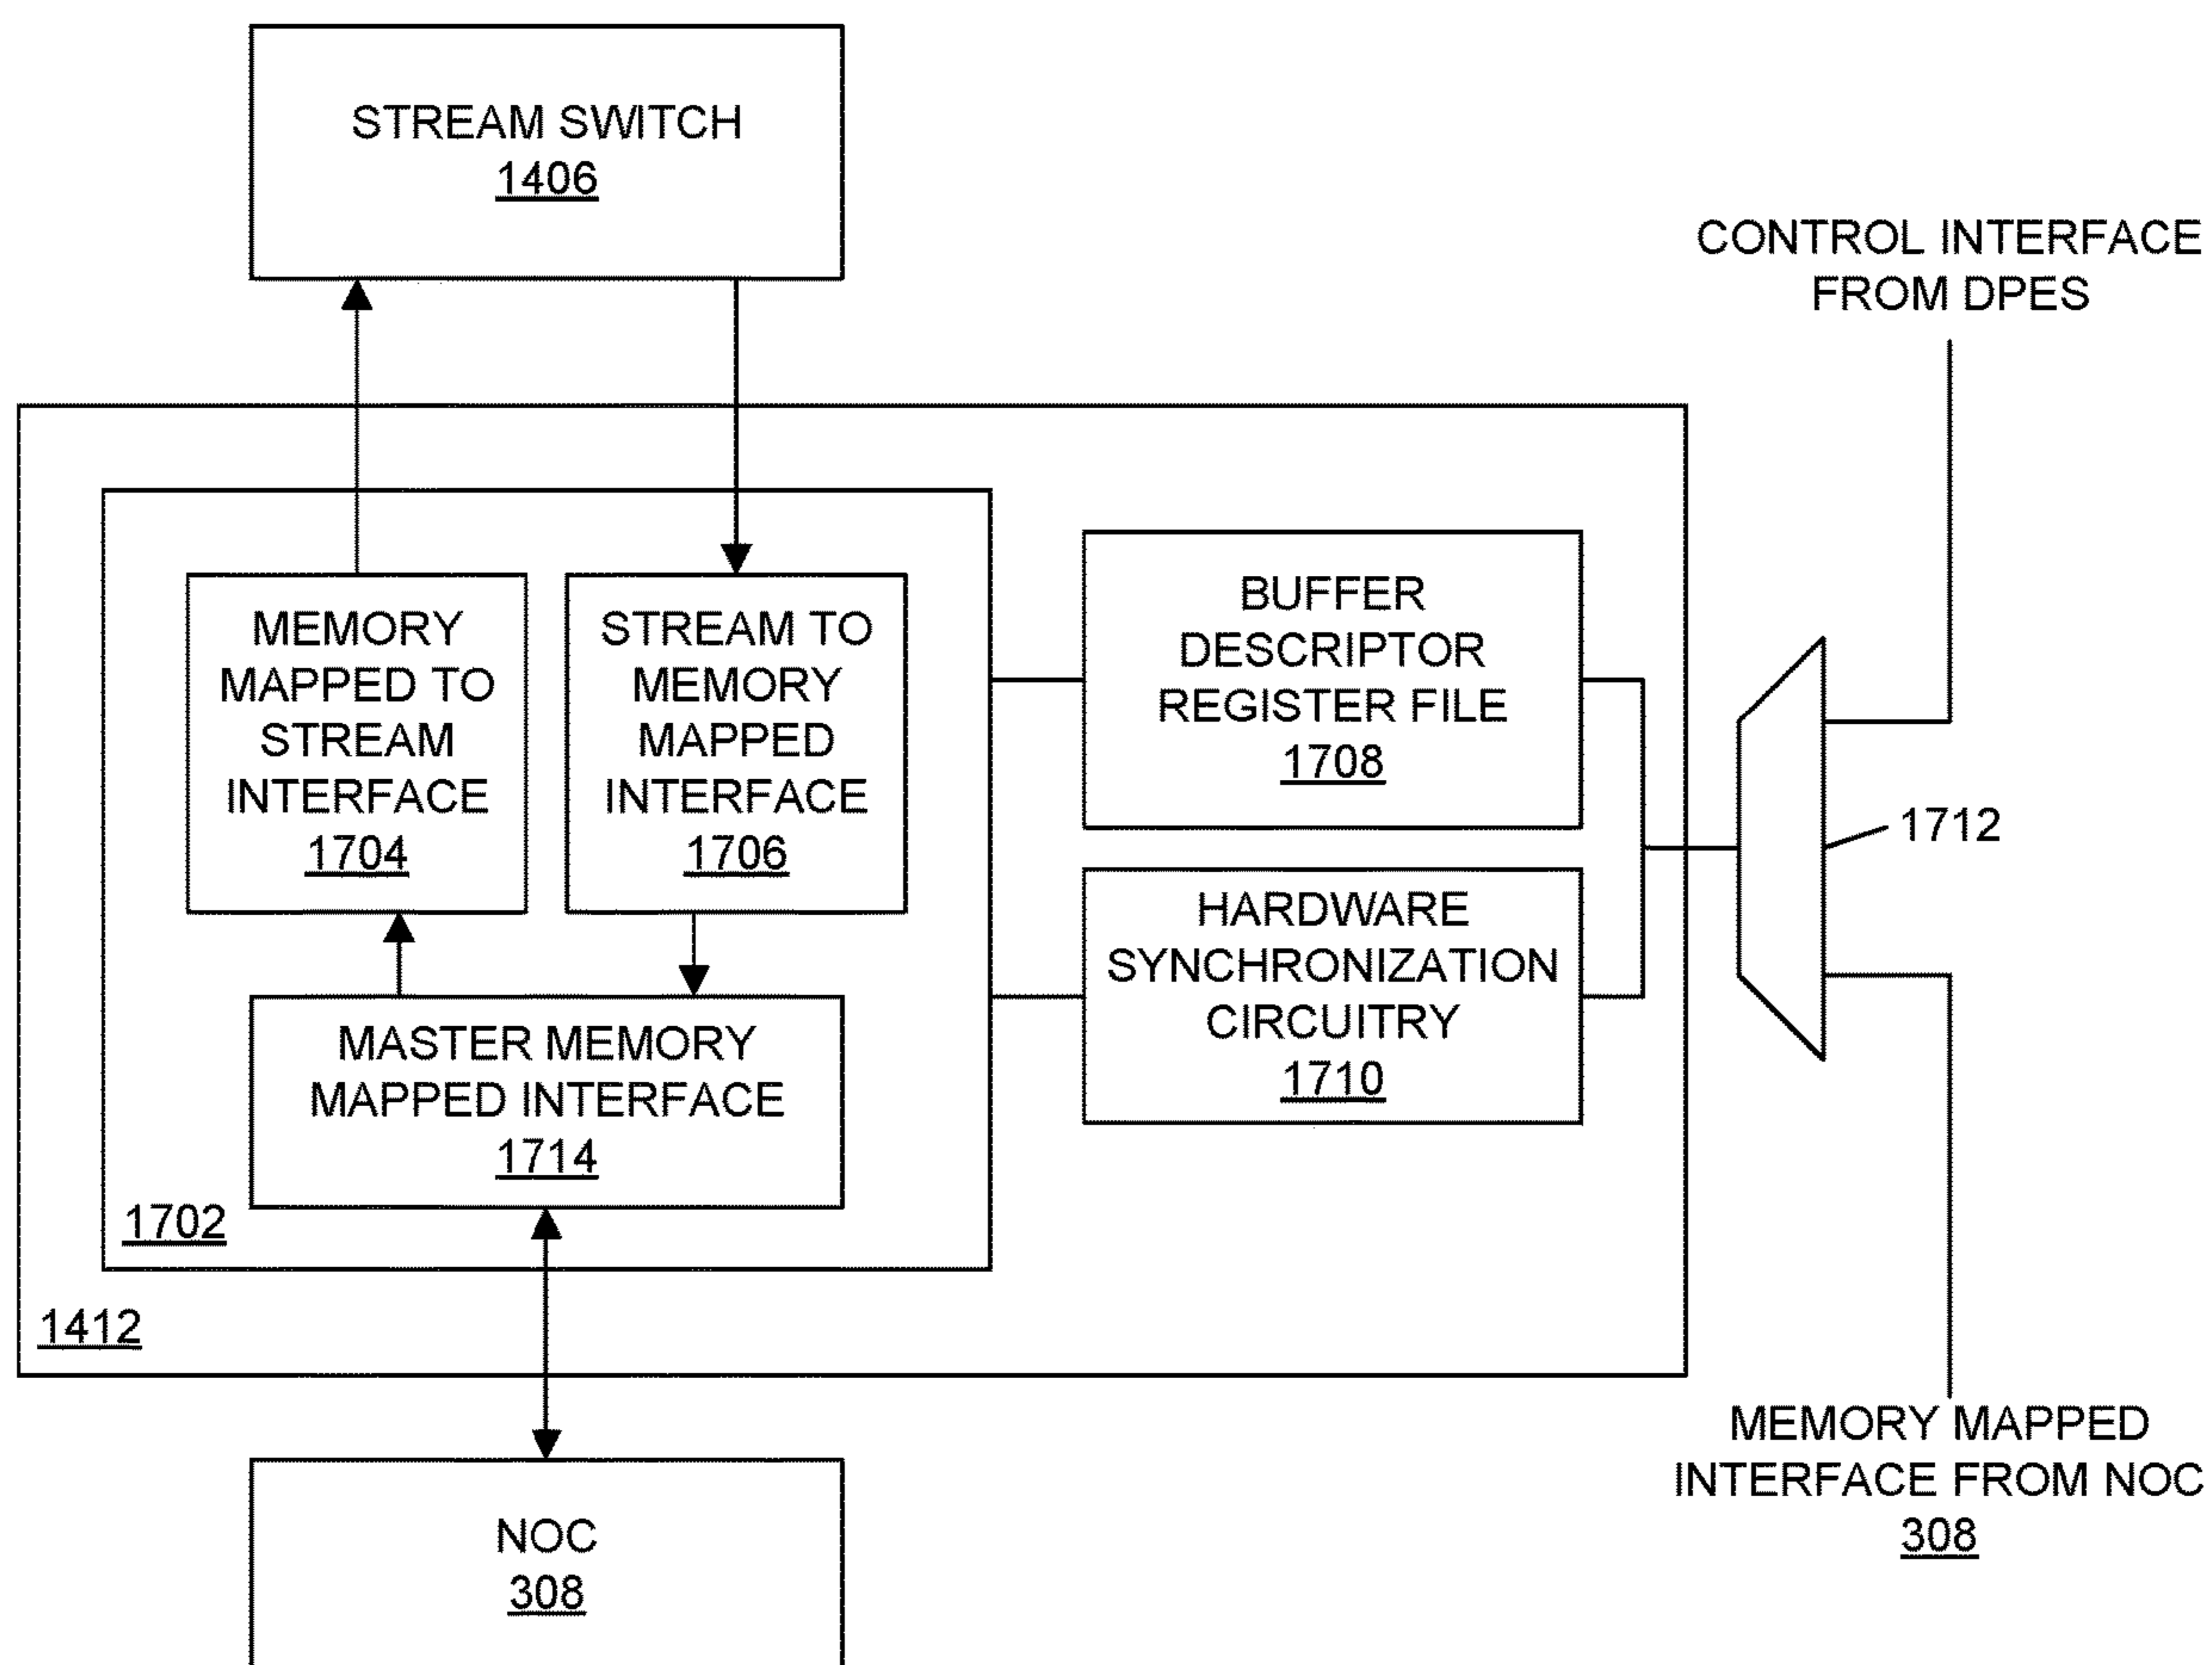 STREAM SWITCH
1406
CONTROL INTERFACE
FROM DPES
MEMORY
MAPPED TO
STREAM
INTERFACE
1704
STREAM TO
MEMORY
MAPPED
INTERFACE
1706
BUFFER
DESCRIPTOR
REGISTER FILE
1708
1712
HARDWARE
SYNCHRONIZATION
CIRCUITRY
1710
MASTER MEMORY
MAPPED INTERFACE
1714
1702
1412
MEMORY MAPPED
INTERFACE FROM NOC
308
NOC
308